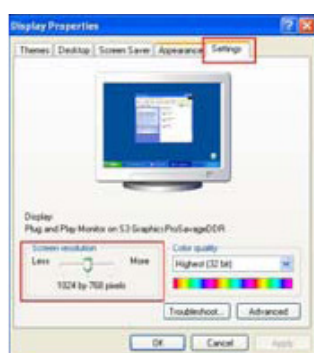 Display Properties
Themes Desktop Screen Saver Appearance Settings
Display:
Plug and Play Monitor on S3 Graphics ProSavageDDR
Screen resolution
Less More
1024 by 768 pixels
Color quality
Highest (32 bit)
Troubleshoot... Advanced
OK Cancel Apply